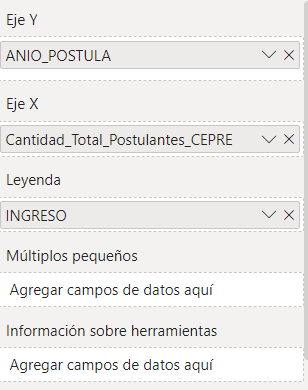 Eje Y
ANIO_POSTULA
Eje X
Cantidad_Total_Postulantes_CEPRE
Leyenda
INGRESO
Múltiplos pequeños
Agregar campos de datos aquí
Información sobre herramientas
Agregar campos de datos aquí